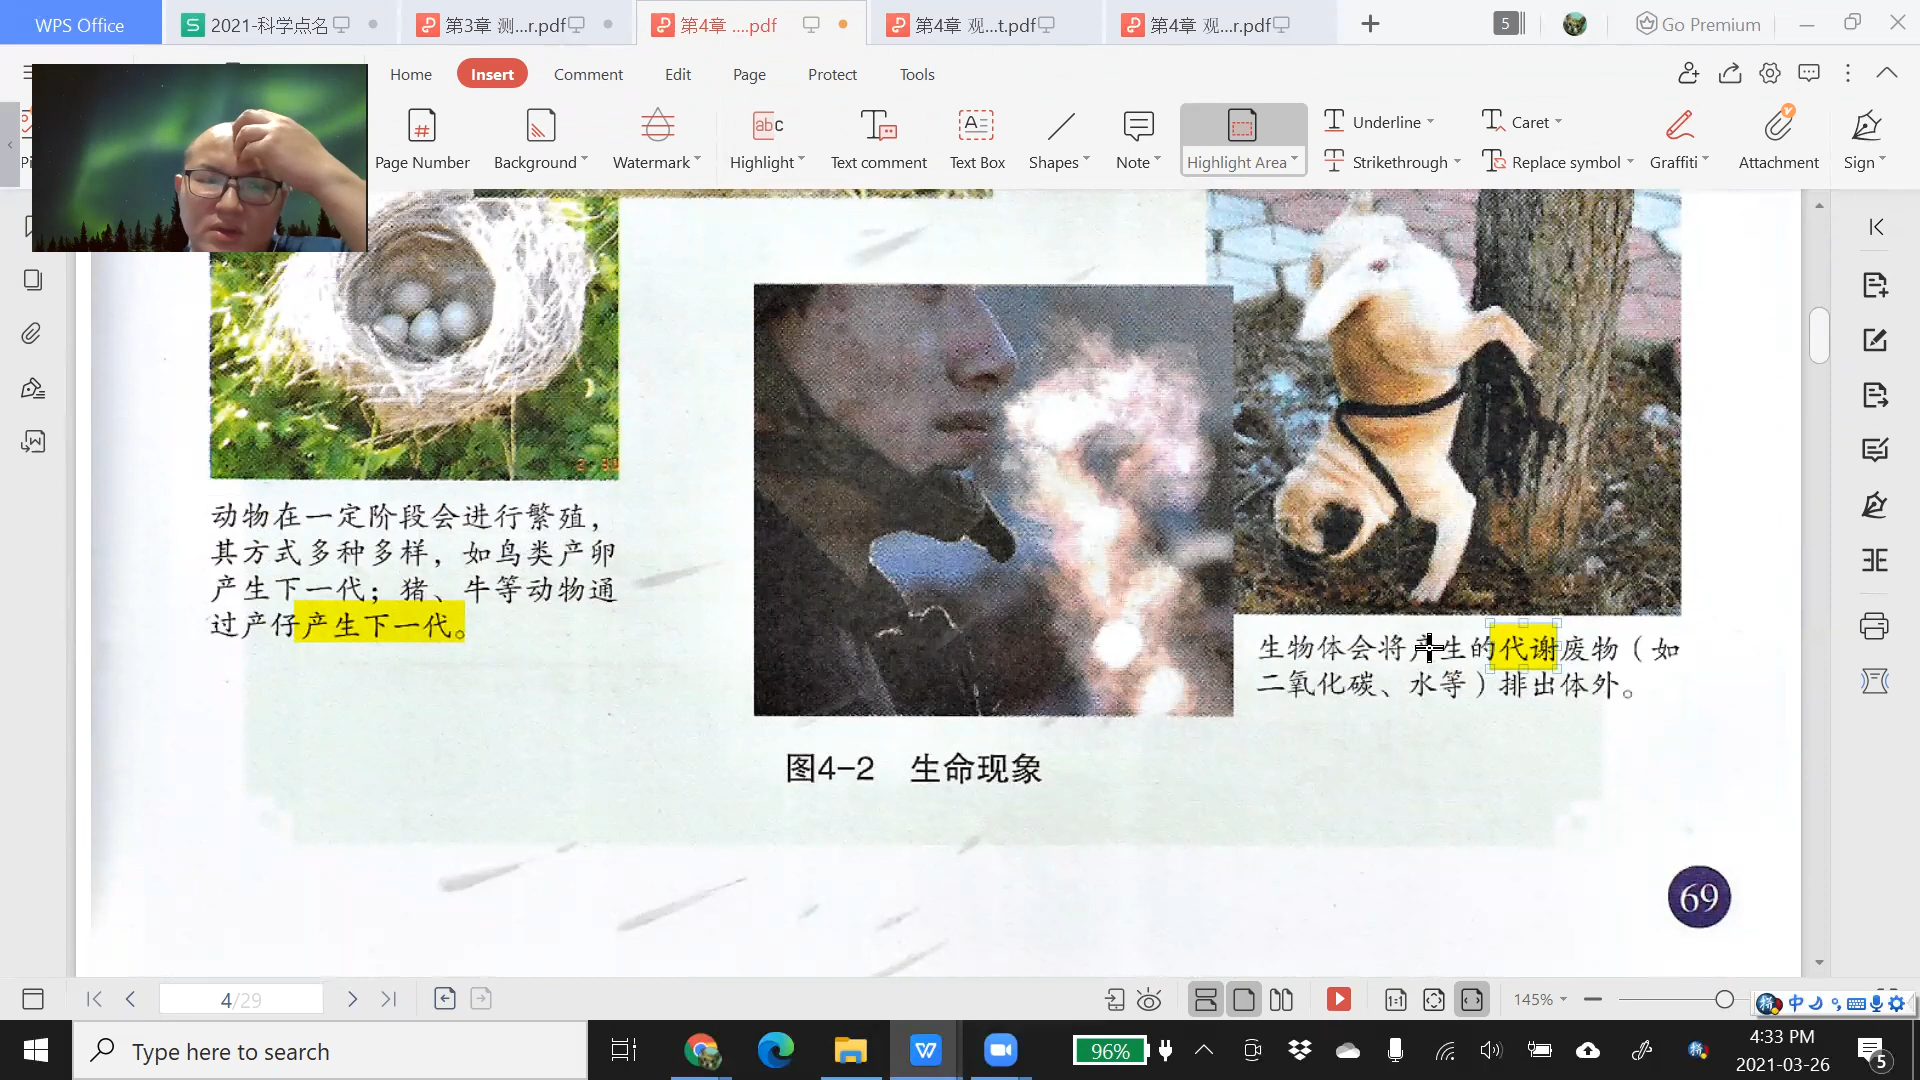 WPS Office
2021-科学点名
第3章 测...r.pdf
第4章 ....pdf
第4章 观...t.pdf
第4章 观...r.pdf
5
Go Premium
Home
Insert
Comment
Edit
Page
Protect
Tools
Page Number
Background
Watermark
abc
Highlight
Text comment
Text Box
Shapes
Note
Highlight Area
Underline
Strikethrough
Caret
Replace symbol
Graffiti
Attachment
Sign
动物在一定阶段会进行繁殖，
其方式多种多样，如鸟类产卵
产生下一代；猪、牛等动物通
过产仔产生下一代。
生物体会将产生的代谢废物（如
二氧化碳、水等）排出体外。
图4-2 生命现象
69
4/29
1:1
145%
中
Type here to search
96%
4:33 PM
2021-03-26
5